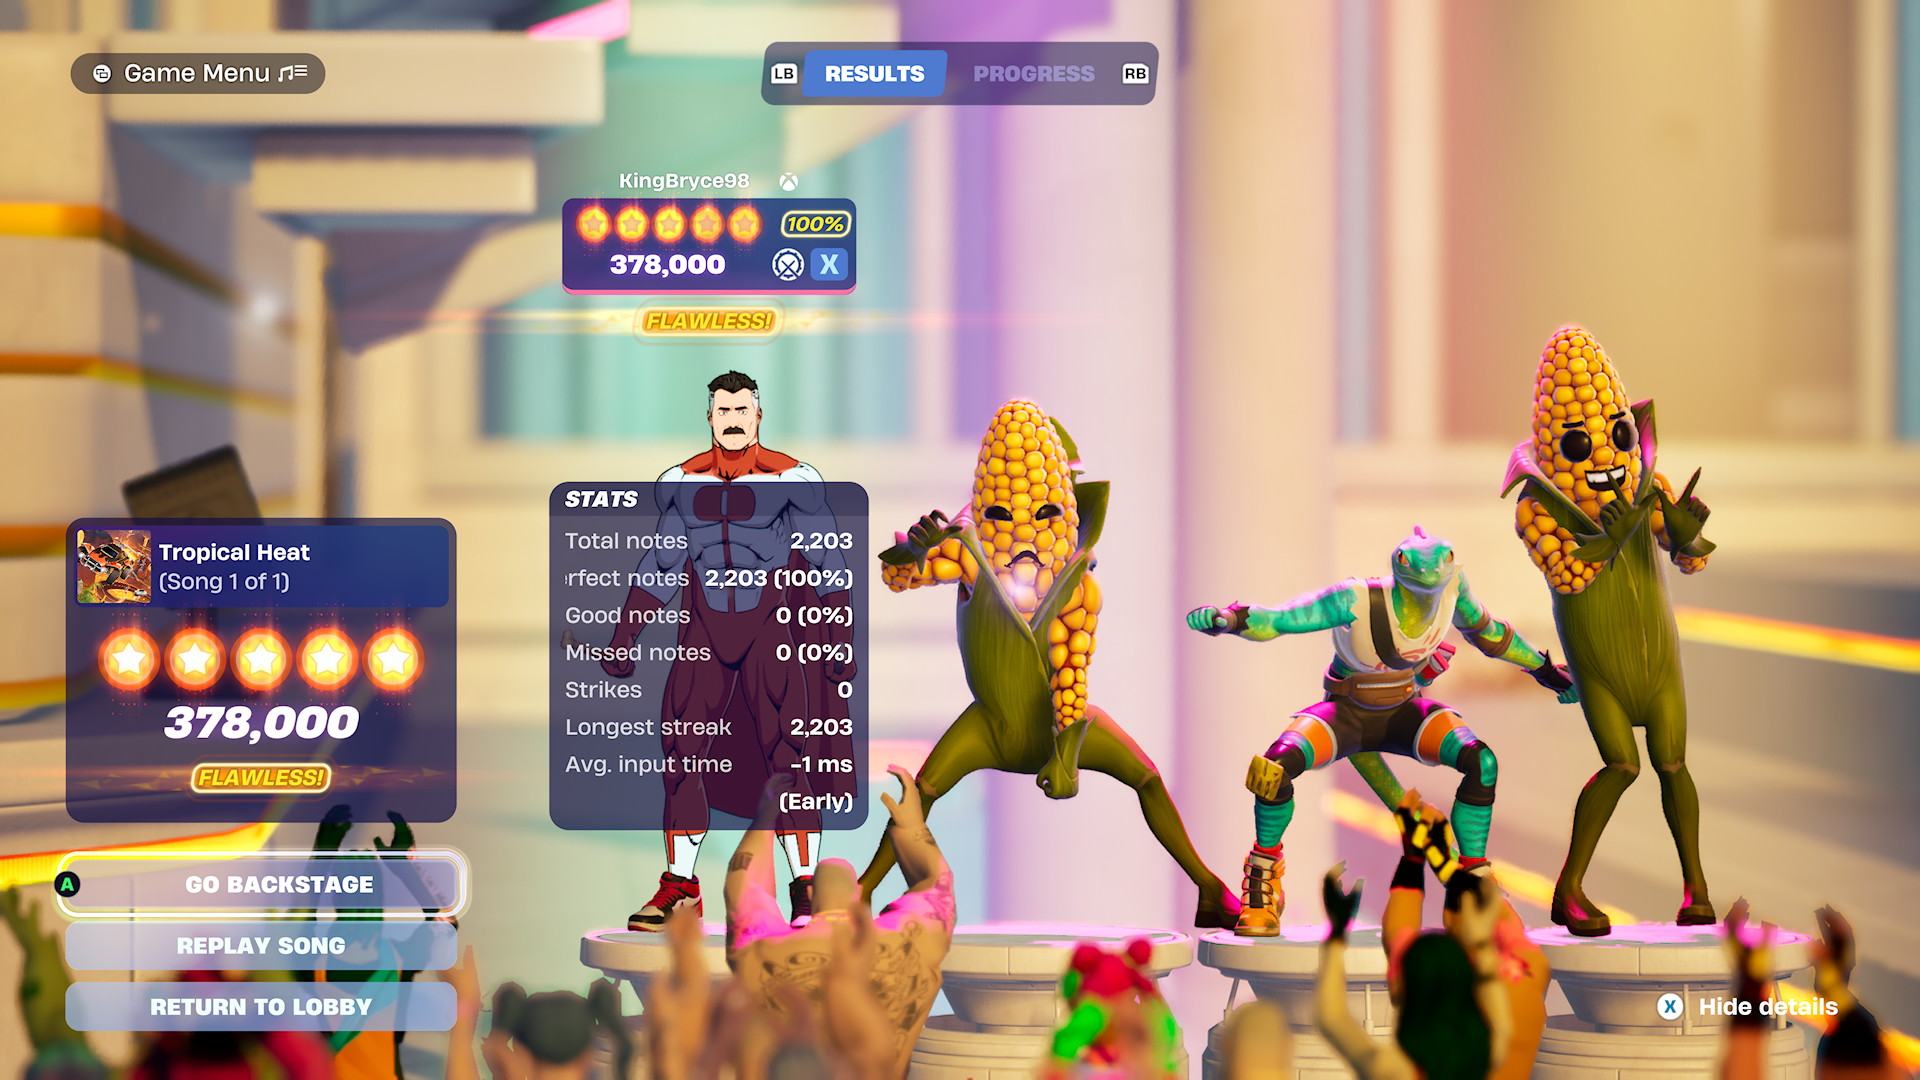 Game Menu
LB RESULTS PROGRESS RB
KingBryce98
100%
378,000
X
FLAWLESS!
STATS
Total notes 2,203
rfect notes 2,203 (100%)
Good notes 0 (0%)
Missed notes 0 (0%)
Strikes 0
Longest streak 2,203
Avg. input time -1 ms
(Early)
Tropical Heat
(Song 1 of 1)
378,000
FLAWLESS!
A GO BACKSTAGE
REPLAY SONG
RETURN TO LOBBY
X Hide details